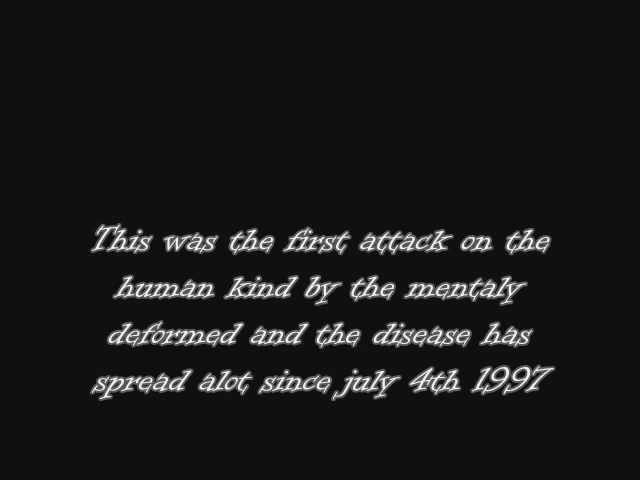 This was the first attack on the
human kind by the mentaly
deformed and the disease has
spread alot since july 4th 1997